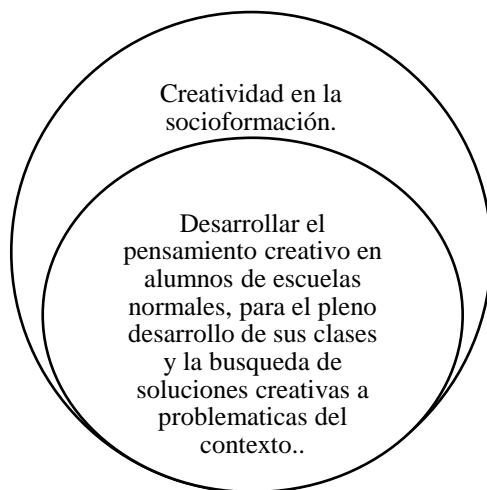 Creatividad en la
socioformación.
Desarrollar el
pensamiento creativo en
alumnos de escuelas
normales, para el pleno
desarrollo de sus clases
y la busqueda de
soluciones creativas a
problematicas del
contexto..